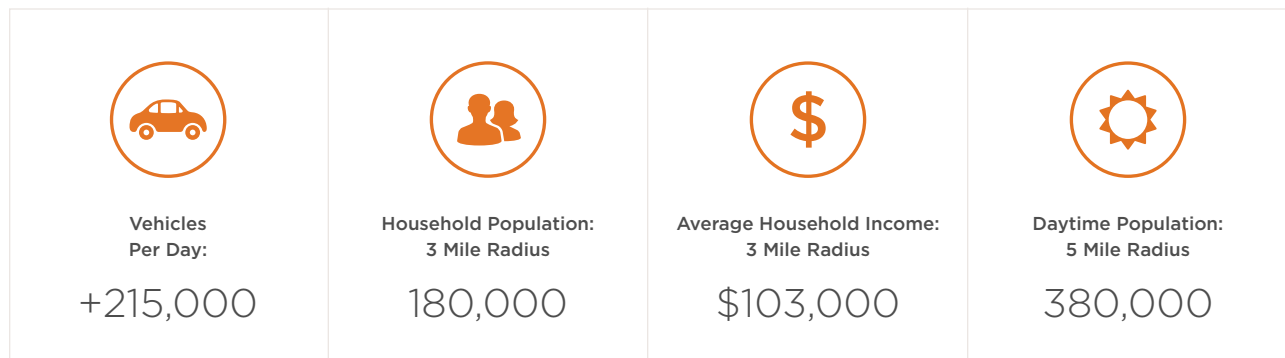 $
Vehicles
Per Day:
+215,000
Household Population:
3 Mile Radius
180,000
Average Household Income:
3 Mile Radius
$103,000
Daytime Population:
5 Mile Radius
380,000